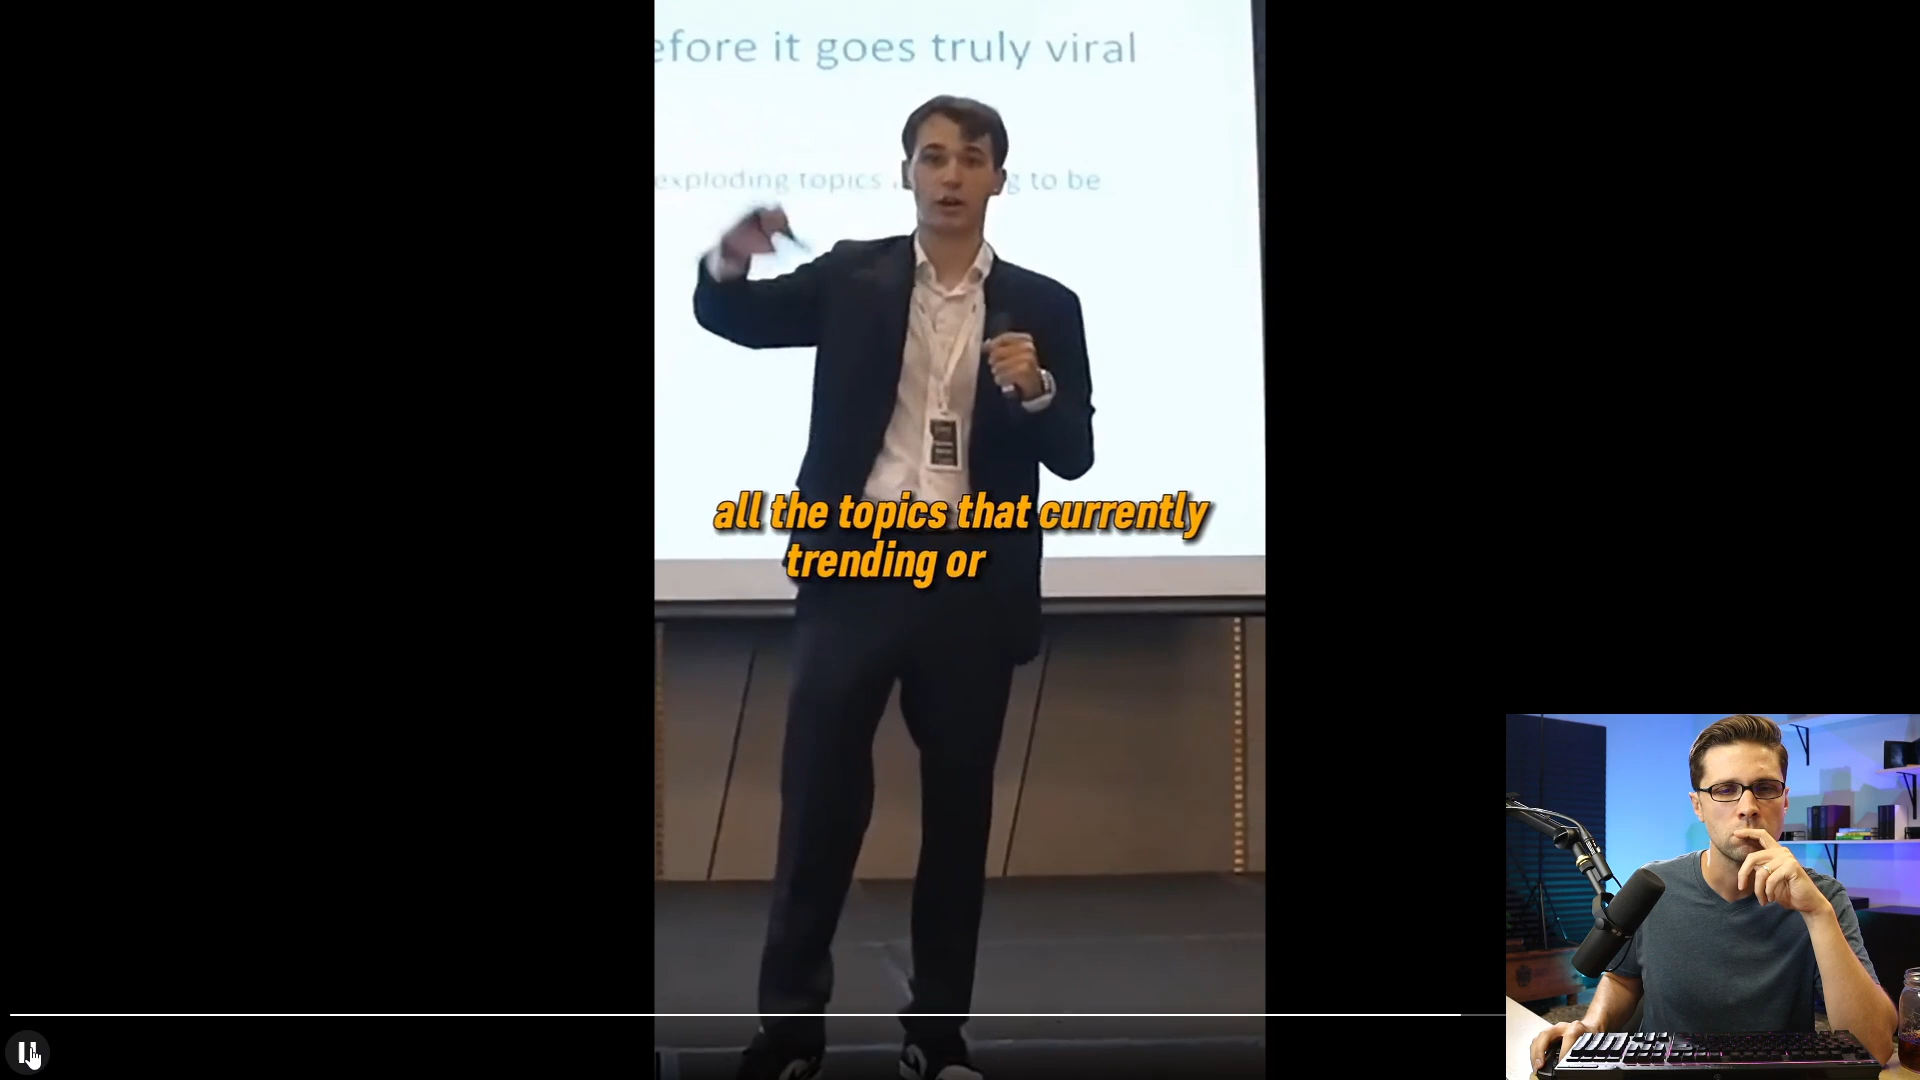 efore it goes truly viral
exploding topics
g to be
all the topics that currently
trending or